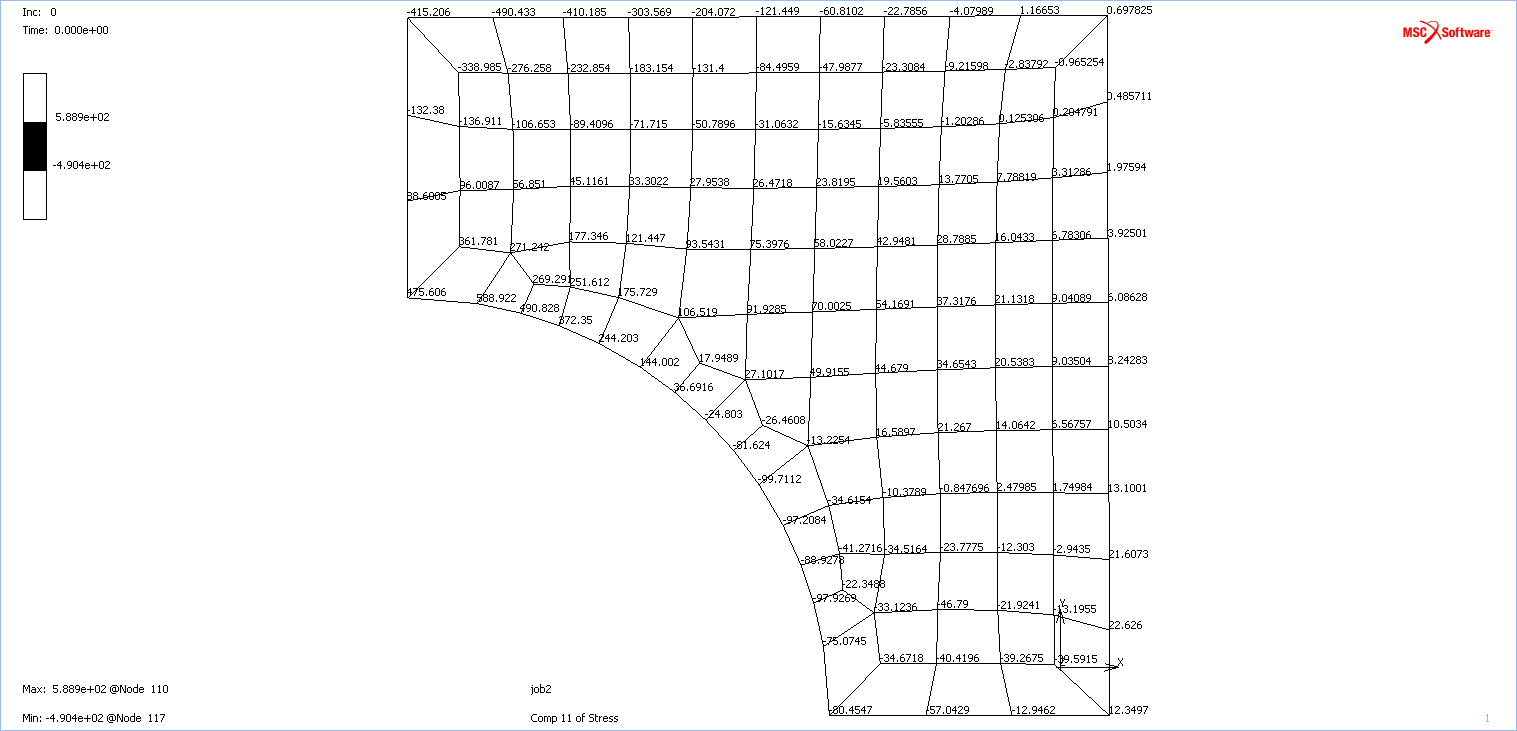 Inc: 0
Time: 0.000e+00
5.889e+02
-4.904e+02
MSC Software
-415.206 -490.433 -410.185 -303.569 -204.072 -121.449 -60.8102 -22.7856 -4.07989 1.16653 0.697825
-338.985 -276.258 -232.854 -183.154 -131.4 -84.4959 -47.9877 -23.3084 -9.21598 -2.83792 -0.965254
-132.38 -136.911 -106.653 -89.4096 -71.715 -50.7896 -31.0632 -15.6345 -5.83555 -1.20286 0.125306 0.204791 0.485711
38.6005 96.0087 56.851 45.1161 33.3022 27.9538 26.4718 23.8195 19.5603 13.7705 7.78819 3.31286 1.97594
361.781 271.242 177.346 121.447 93.5431 75.3976 58.0227 42.9481 28.7885 16.0433 6.78306 3.92501
475.606 588.922 269.291 251.612 175.729 106.519 91.9285 70.0025 54.1691 37.3176 21.1318 9.04089 6.08628
490.828 372.35 244.203 144.002 17.9489 27.1017 49.9155 44.679 34.6543 20.5383 9.03504 8.24283
36.6916 -24.803 -26.4608 -13.2254 16.5897 21.267 14.0642 6.56757 10.5034
-81.624 -99.7112 -34.6154 -10.3789 -0.847696 2.47985 1.74984 13.1001
-97.2084 -41.2716 -34.5164 -23.7775 -12.303 -2.9435 21.6073
-88.9278 -22.3488
-97.9269 -33.1236 -46.79 -21.9241 -13.1955 22.626
Y
-75.0745 -34.6718 -40.4196 -39.2675 -39.5915
X
-80.4547 -57.0429 -12.9462 12.3497
Max: 5.889e+02 @Node 110
job2
Min: -4.904e+02 @Node 117
Comp 11 of Stress
1